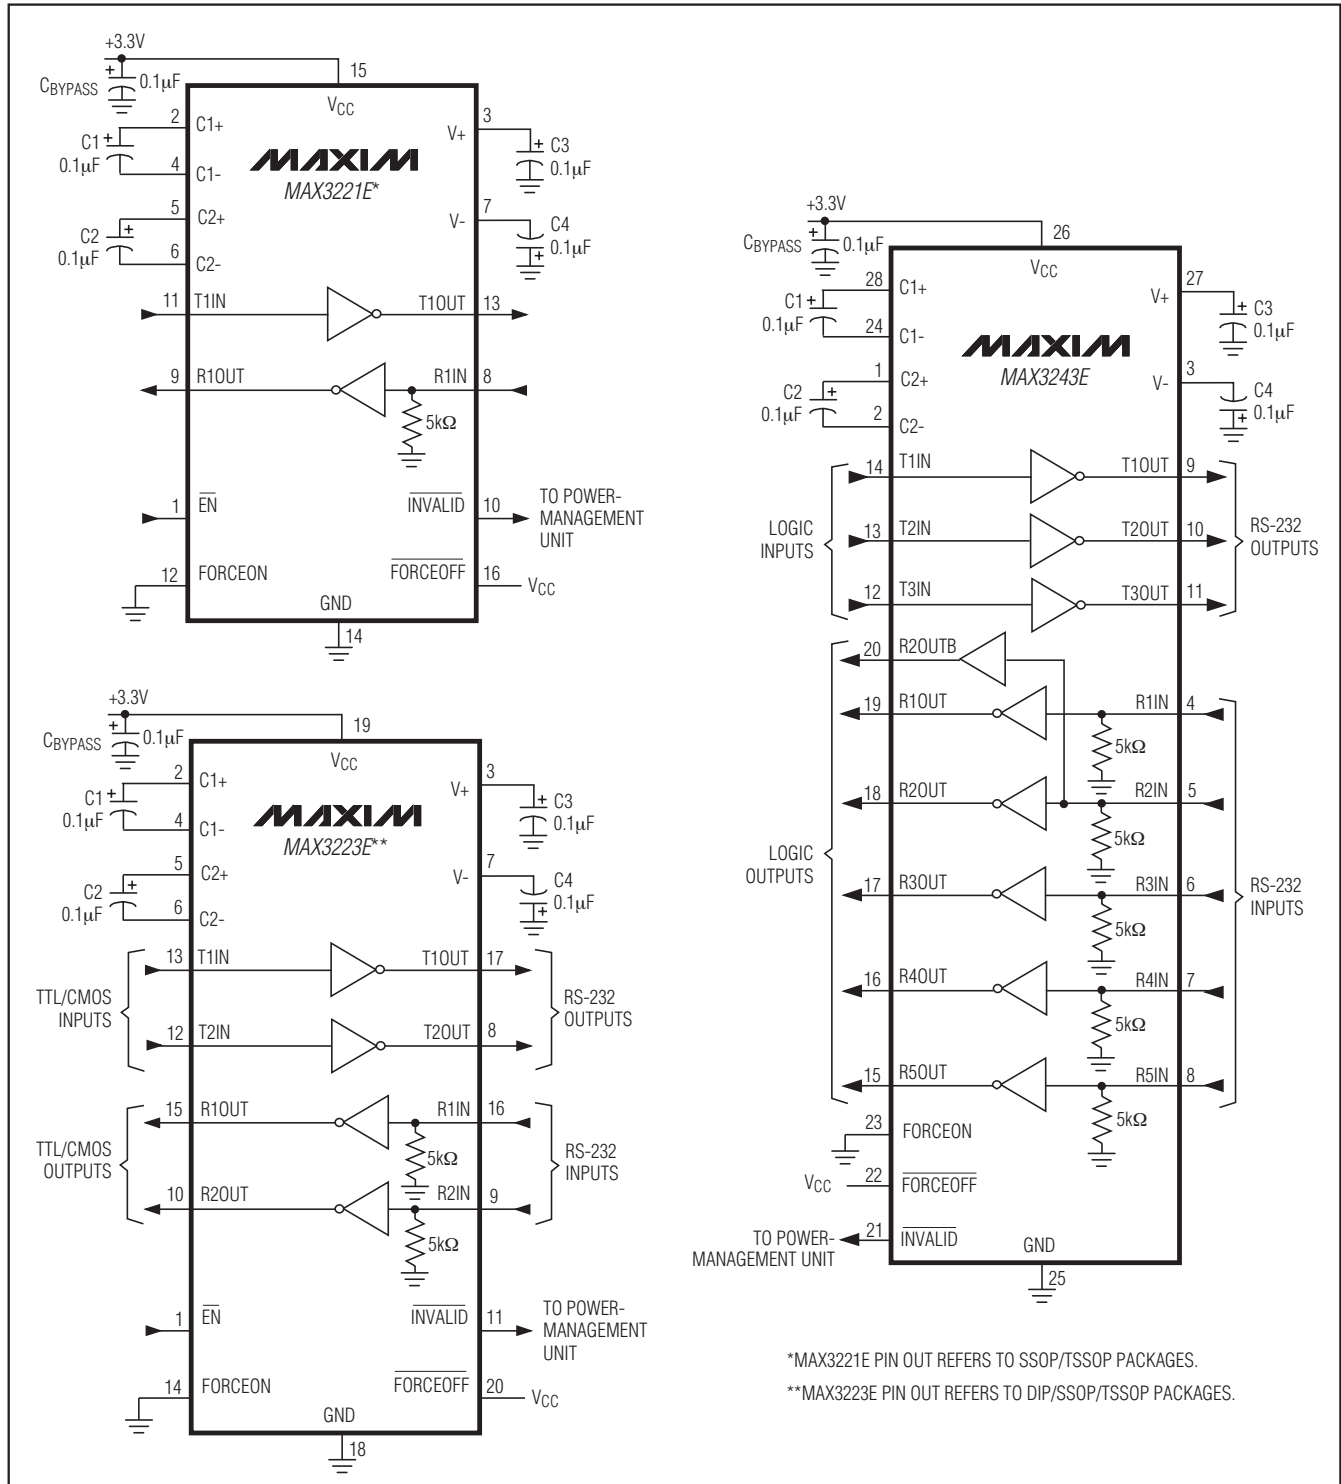 +3.3V
CBYPASS
+
0.1µF
15
VCC
2
C1+
C1
+
0.1µF
4
C1-
5
C2+
C2
+
0.1µF
6
C2-
3
V+
+
C3
0.1µF
7
V-
C4
0.1µF
+
MAXIM
MAX3221E*
11
T1IN
T1OUT
13
9
R1OUT
R1IN
8
5kΩ
1
EN
INVALID
10
TO POWER-
MANAGEMENT
UNIT
12
FORCEON
FORCEOFF
16
VCC
GND
14
+3.3V
CBYPASS
+
0.1µF
19
VCC
2
C1+
C1
+
0.1µF
4
C1-
5
C2+
C2
+
0.1µF
6
C2-
3
V+
+
C3
0.1µF
7
V-
C4
0.1µF
+
MAXIM
MAX3223E**
TTL/CMOS
INPUTS
13
T1IN
T1OUT
17
12
T2IN
T2OUT
8
RS-232
OUTPUTS
TTL/CMOS
OUTPUTS
15
R1OUT
R1IN
16
5kΩ
10
R2OUT
R2IN
9
5kΩ
RS-232
INPUTS
1
EN
INVALID
11
TO POWER-
MANAGEMENT
UNIT
14
FORCEON
FORCEOFF
20
VCC
GND
18
+3.3V
CBYPASS
+
0.1µF
26
VCC
28
C1+
C1
+
0.1µF
24
C1-
1
C2+
C2
+
0.1µF
2
C2-
27
V+
+
C3
0.1µF
3
V-
C4
0.1µF
+
MAXIM
MAX3243E
LOGIC
INPUTS
14
T1IN
T1OUT
9
13
T2IN
T2OUT
10
12
T3IN
T3OUT
11
RS-232
OUTPUTS
LOGIC
OUTPUTS
20
R2OUTB
19
R1OUT
R1IN
4
5kΩ
18
R2OUT
R2IN
5
5kΩ
17
R3OUT
R3IN
6
5kΩ
16
R4OUT
R4IN
7
5kΩ
15
R5OUT
R5IN
8
5kΩ
RS-232
INPUTS
23
FORCEON
VCC
22
FORCEOFF
TO POWER-
MANAGEMENT UNIT
21
INVALID
GND
25
*MAX3221E PIN OUT REFERS TO SSOP/TSSOP PACKAGES.
**MAX3223E PIN OUT REFERS TO DIP/SSOP/TSSOP PACKAGES.